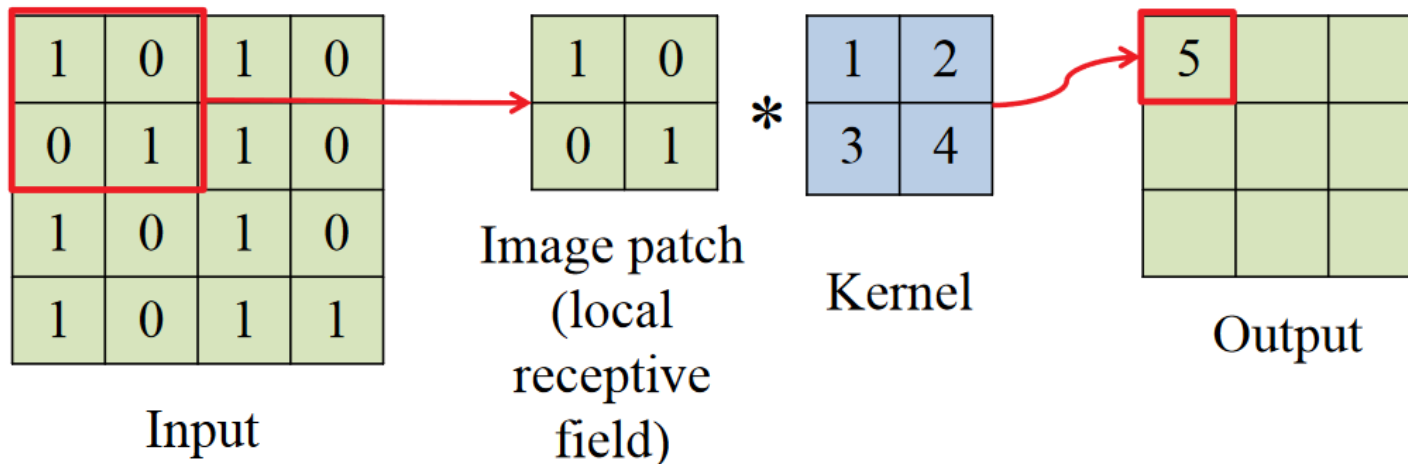 1 0 1 0
0 1 1 0
1 0 1 0
1 0 1 1
Input
1 0
0 1
Image patch
(local
receptive
field)
*
1 2
3 4
Kernel
5
Output